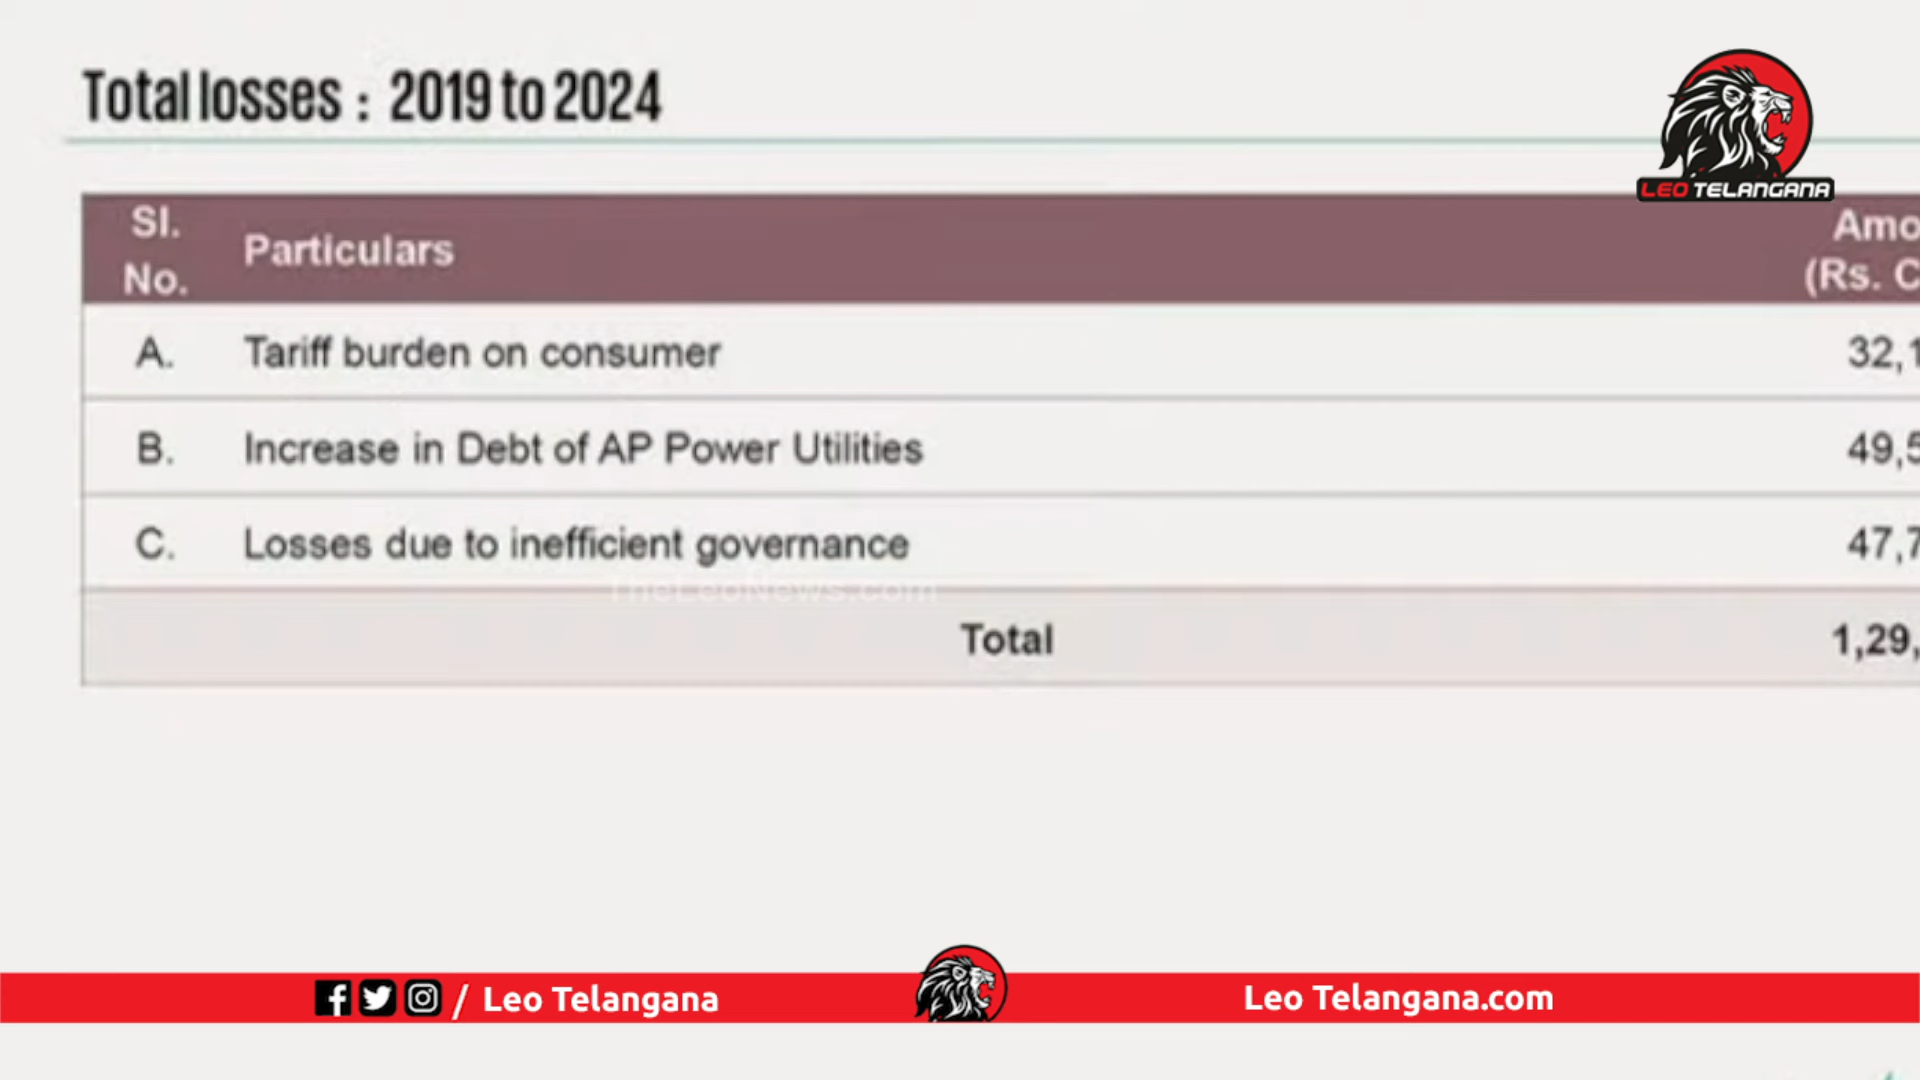 Total losses : 2019 to 2024
LEO TELANGANA
Sl. No. Particulars Amo
(Rs. C
A. Tariff burden on consumer 32,1
B. Increase in Debt of AP Power Utilities 49,5
C. Losses due to inefficient governance 47,7
TheLeoNews.com
Total 1,29,
/ Leo Telangana
Leo Telangana.com